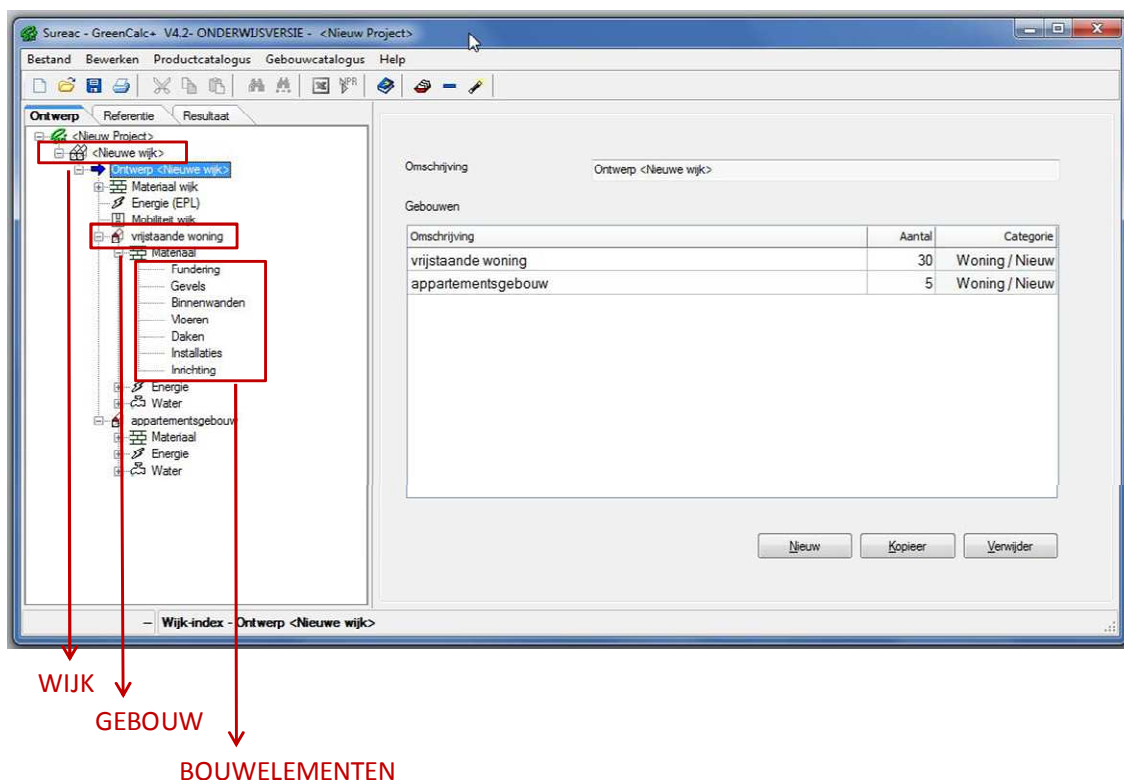 Sureac - GreenCalc+ V4.2- ONDERWIJSVERSIE - <Nieuw Project>
Bestand Bewerken Productcatalogus Gebouwcatalogus Help
NPR
Ontwerp Referentie Resultaat
<Nieuw Project>
<Nieuwe wijk>
Ontwerp <Nieuwe wijk>
Materiaal wijk
Energie (EPL)
Mobiliteit wijk
vrijstaande woning
Materiaal
Fundering
Gevels
Binnenwanden
Vloeren
Daken
Installaties
Inrichting
Energie
Water
appartementsgebouw
Materiaal
Energie
Water
Omschrijving Ontwerp <Nieuwe wijk>
Gebouwen
Omschrijving Aantal Categorie
vrijstaande woning 30 Woning / Nieuw
appartementsgebouw 5 Woning / Nieuw
Nieuw Kopieer Verwijder
– Wijk-index - Ontwerp <Nieuwe wijk>
WIJK
GEBOUW
BOUWELEMENTEN